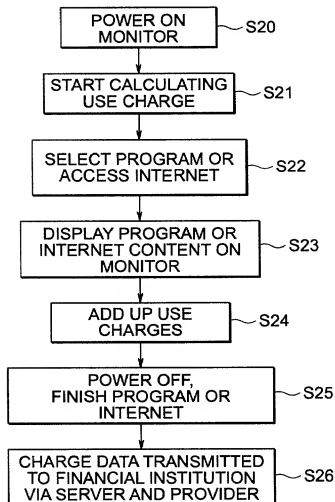 POWER ON
MONITOR
S20
START CALCULATING
USE CHARGE
S21
SELECT PROGRAM OR
ACCESS INTERNET
S22
DISPLAY PROGRAM OR
INTERNET CONTENT ON
MONITOR
S23
ADD UP USE
CHARGES
S24
POWER OFF,
FINISH PROGRAM OR
INTERNET
S25
CHARGE DATA TRANSMITTED
TO FINANCIAL INSTITUTION
VIA SERVER AND PROVIDER
S26